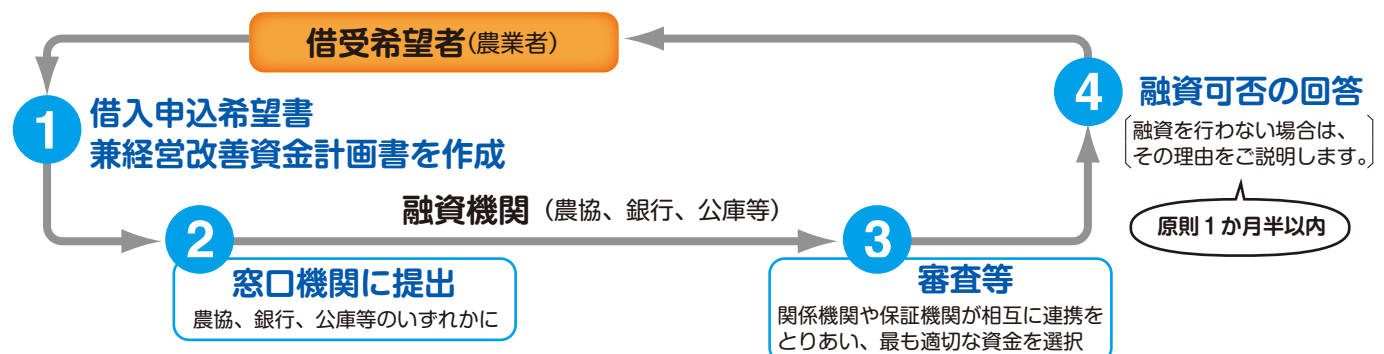 借受希望者(農業者)
1
借入申込希望書
兼経営改善資金計画書を作成
融資機関(農協、銀行、公庫等)
2
窓口機関に提出
農協、銀行、公庫等のいずれかに
3
審査等
関係機関や保証機関が相互に連携を
とりあい、最も適切な資金を選択
4
融資可否の回答
融資を行わない場合は、
その理由をご説明します。
原則1か月半以内